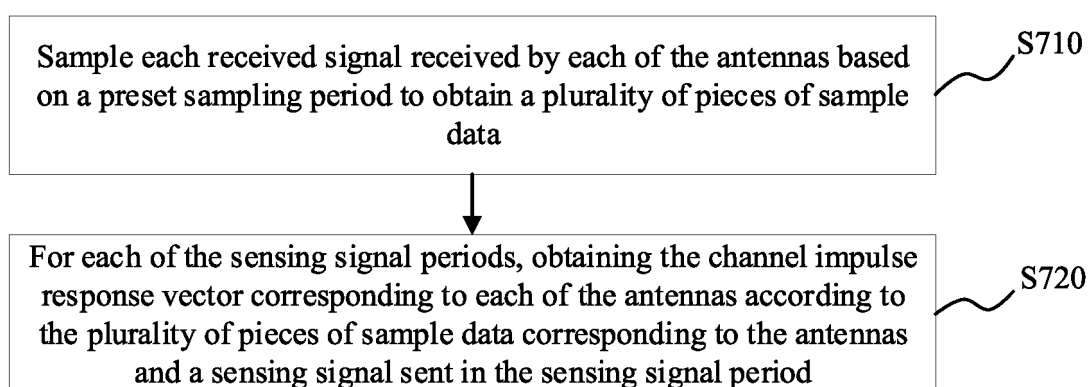 Sample each received signal received by each of the antennas based
on a preset sampling period to obtain a plurality of pieces of sample
data
S710
For each of the sensing signal periods, obtaining the channel impulse
response vector corresponding to each of the antennas according to
the plurality of pieces of sample data corresponding to the antennas
and a sensing signal sent in the sensing signal period
S720